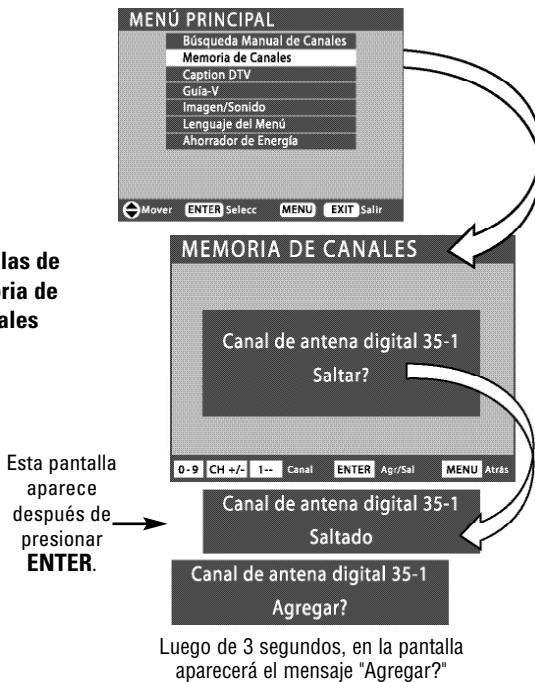 MENÚ PRINCIPAL
Búsqueda Manual de Canales
Memoria de Canales
Caption DTV
Guía-V
Imagen/Sonido
Lenguaje del Menú
Ahorrador de Energía
Mover ENTER Selecc MENU EXIT Salir
las de
ria de
ales
MEMORIA DE CANALES
Canal de antena digital 35-1
Saltar?
0-9 CH +/- 1-- Canal ENTER Agr/Sal MENU Atrás
Esta pantalla
aparece
después de
presionar
ENTER.
Canal de antena digital 35-1
Saltado
Canal de antena digital 35-1
Agregar?
Luego de 3 segundos, en la pantalla
aparecerá el mensaje "Agregar?"